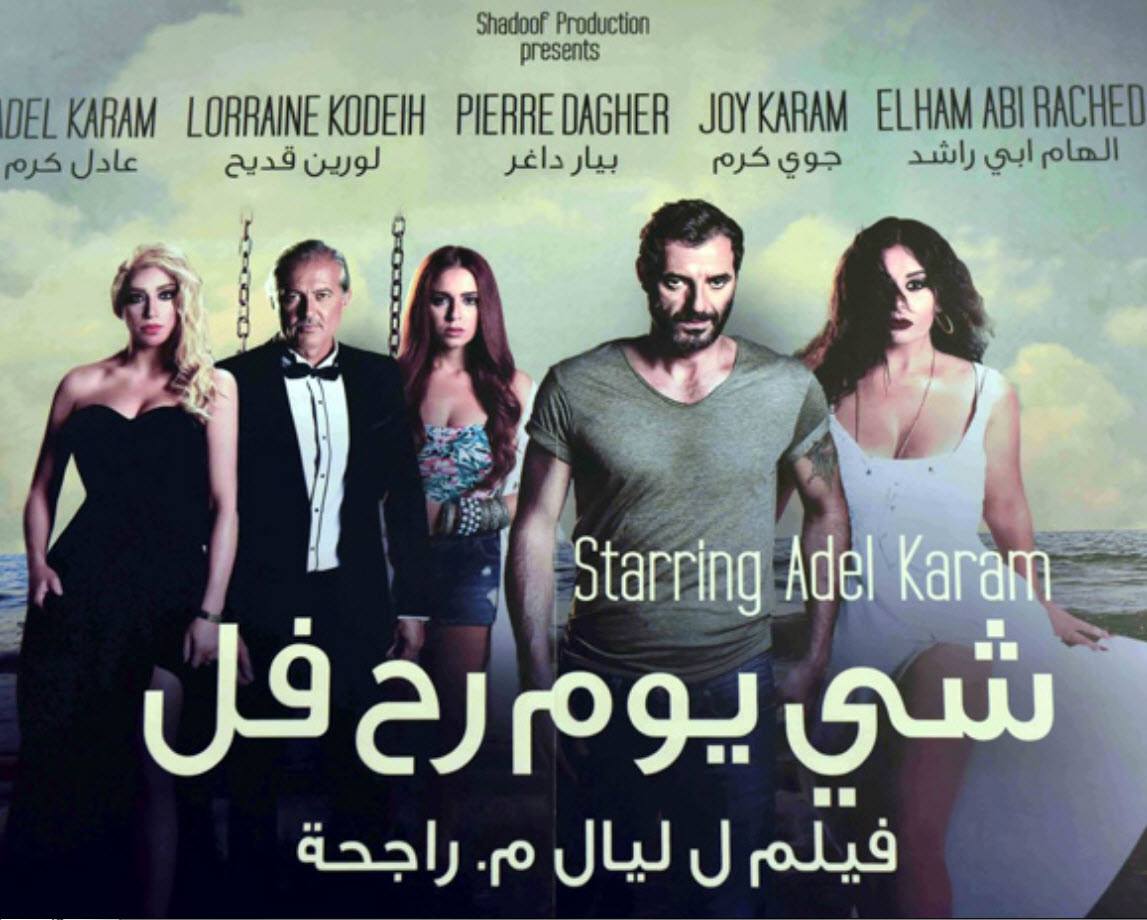 Shadoof Production
presents
ADEL KARAM LORRAINE KODEIH PIERRE DAGHER JOY KARAM ELHAM ABI RACHED
عادل كرم لورين قديح بيار داغر جوي كرم الهام ابي راشد
Starring Adel Karam
شي يوم رح فل
فيلم ل ليال م. راجحة